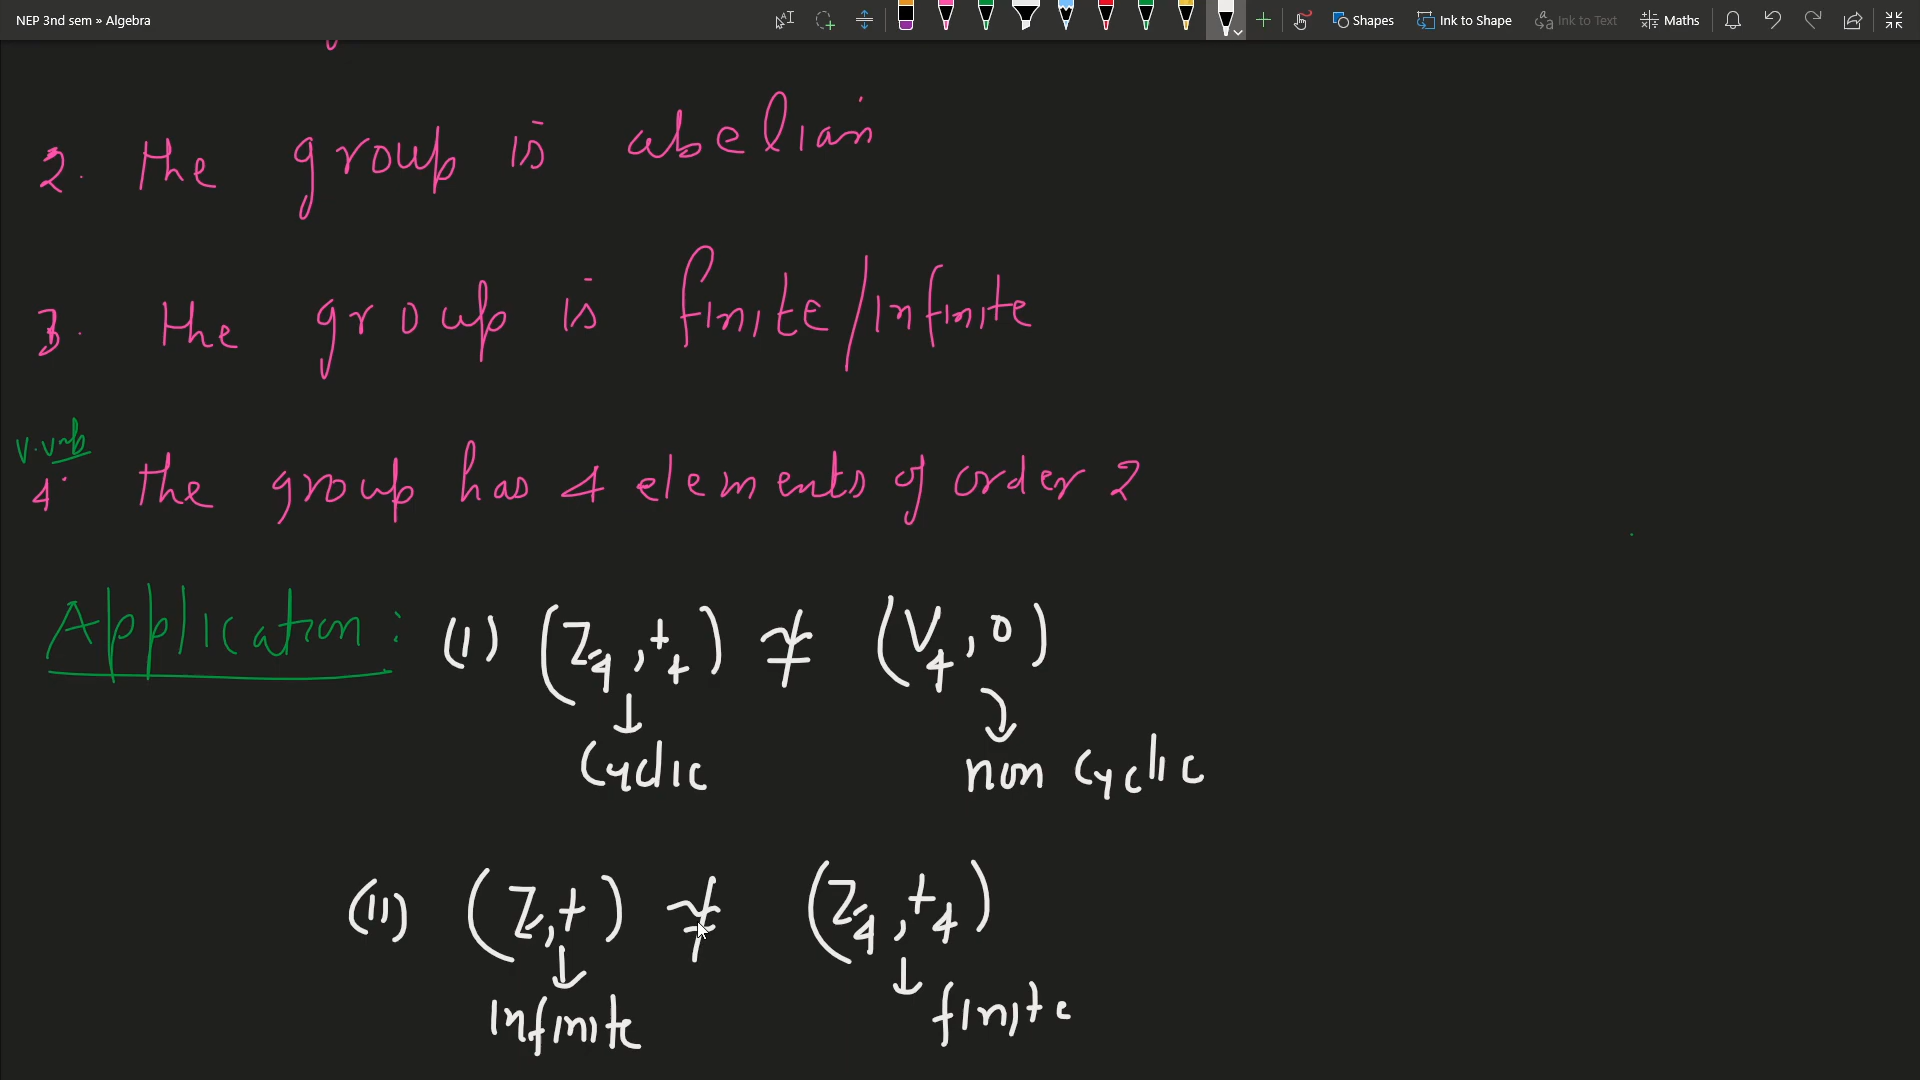 NEP 3nd sem » Algebra
Shapes Ink to Shape Ink to Text Maths
2. the group is abelian
3. the group is finite/infinite
4. the group has 4 elements of order 2
Application: (i) (Z₄, +₄) ≇ (V₄, o)
cyclic non cyclic
(ii) (Z, +) ≇ (Z₄, +₄)
infinite finite